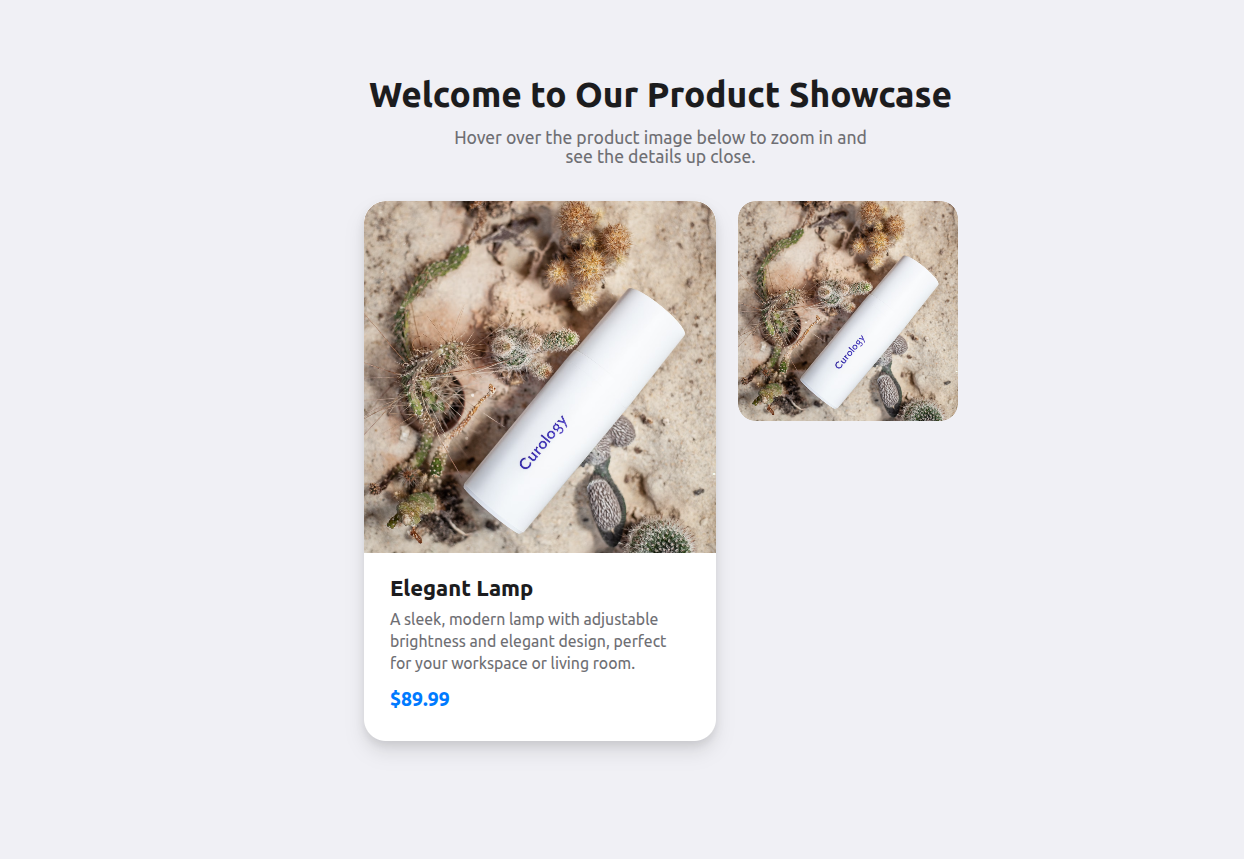 Welcome to Our Product Showcase
Hover over the product image below to zoom in and
see the details up close.
Curology
Curology
Elegant Lamp
A sleek, modern lamp with adjustable
brightness and elegant design, perfect
for your workspace or living room.
$89.99